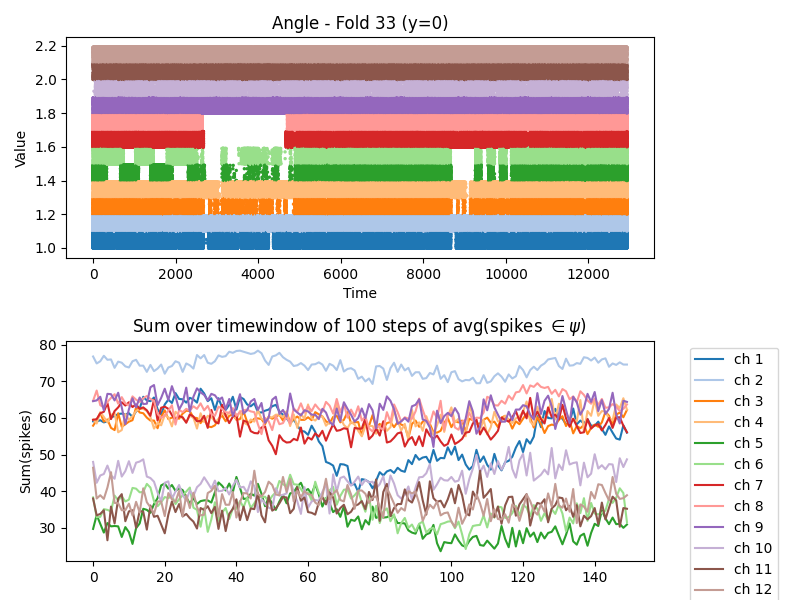 Angle - Fold 33 (y=0)
2.2
2.0
1.8
1.6
1.4
1.2
1.0
Value
0 2000 4000 6000 8000 10000 12000
Time
Sum over timewindow of 100 steps of avg(spikes ∈ψ)
80
70
60
50
40
30
Sum(spikes)
0 20 40 60 80 100 120 140
ch 1
ch 2
ch 3
ch 4
ch 5
ch 6
ch 7
ch 8
ch 9
ch 10
ch 11
ch 12